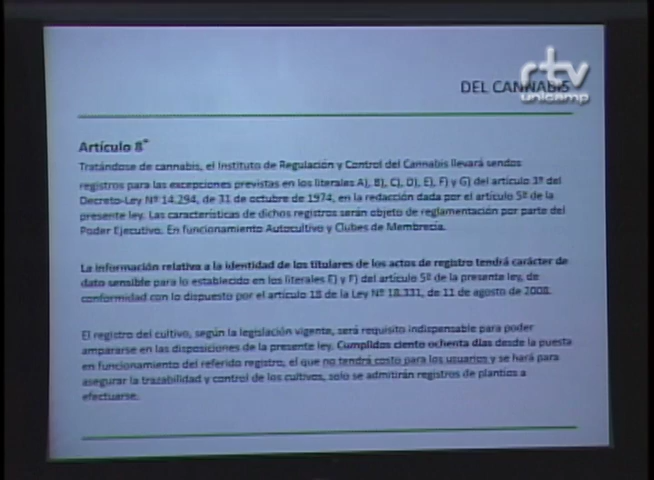 rtv
unicamp
DEL CANNABIS
Artículo 8°
Tratándose de cannabis, el Instituto de Regulación y Control del Cannabis llevará sendos
registros para las excepciones previstas en los literales A), B), C), D), E), F) y G) del artículo 3º del
Decreto-Ley Nº 14.294, de 31 de octubre de 1974, en la redacción dada por el artículo 5º de la
presente ley. Las características de dichos registros serán objeto de reglamentación por parte del
Poder Ejecutivo. En funcionamiento Autocultivo y Clubes de Membrecía.
La información relativa a la identidad de los titulares de los actos de registro tendrá carácter de
dato sensible para lo establecido en los literales E) y F) del artículo 5º de la presente ley, de
conformidad con lo dispuesto por el artículo 18 de la Ley Nº 18.331, de 11 de agosto de 2008.
El registro del cultivo, según la legislación vigente, será requisito indispensable para poder
ampararse en las disposiciones de la presente ley. Cumplidos ciento ochenta días desde la puesta
en funcionamiento del referido registro, el que no tendrá costo para los usuarios y se hará para
asegurar la trazabilidad y control de los cultivos, solo se admitirán registros de plantíos a
efectuarse.